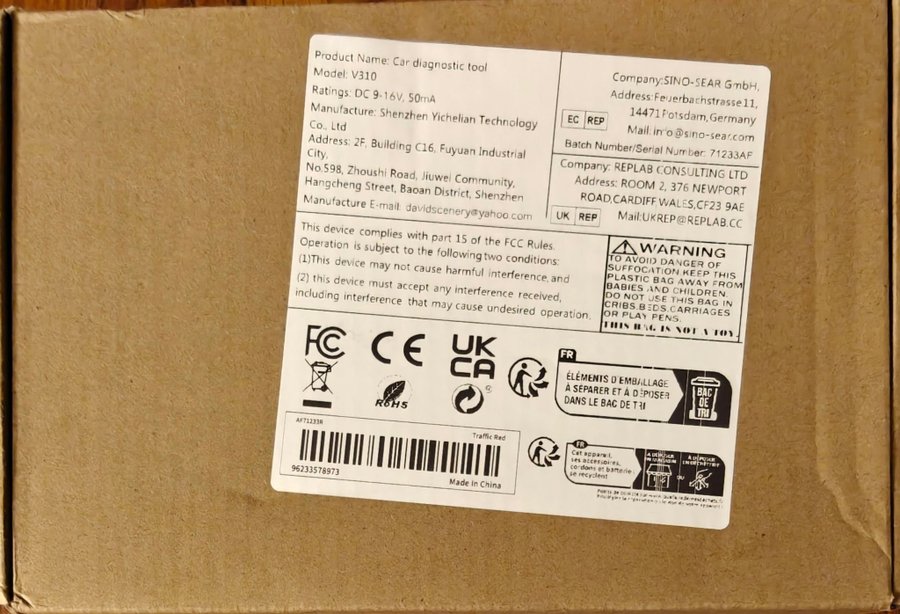 Product Name: Car diagnostic tool
Model: V310
Ratings: DC 9-16V, 50mA
Manufacture: Shenzhen Yichelian Technology
Co., Ltd
Address: 2F, Building C16, Fuyuan Industrial
City,
No.598, Zhoushi Road, Jiuwei Community,
Hangcheng Street, Baoan District, Shenzhen
Manufacture E-mail: davidscenery@yahoo.com
Company:SINO-SEAR GmbH,
Address:Feuerbachstrasse11,
14471Potsdam,Germany
EC REP
Mail:info@sino-sear.com
Batch Number/Serial Number: 71233AF
Company: REPLAB CONSULTING LTD
Address: ROOM 2, 376 NEWPORT
ROAD,CARDIFF WALES,CF23 9AE
UK REP
Mail:UKREP@REPLAB.CC
This device complies with part 15 of the FCC Rules.
Operation is subject to the following two conditions:
(1)This device may not cause harmful interference, and
(2) this device must accept any interference received,
including interference that may cause undesired operation.
WARNING
TO AVOID DANGER OF
SUFFOCATION,KEEP THIS
PLASTIC BAG AWAY FROM
BABIES AND CHILDREN.
DO NOT USE THIS BAG IN
CRIBS,BEDS,CARRIAGES
OR PLAY PENS.
THIS BAG IS NOT A TOY.
FC
CE
UK
CA
RoHS
FR
ÉLÉMENTS D'EMBALLAGE
À SÉPARER ET À DÉPOSER
DANS LE BAC DE TRI
BAC
DE
TRI
AF71233R
Traffic Red
96233578973
Made In China
FR
Cet appareil,
ses accessoires,
cordons et batterie
se recyclent
À DÉPOSER
EN MAGASIN
OU
À DÉPOSER
EN DÉCHÈTERIE